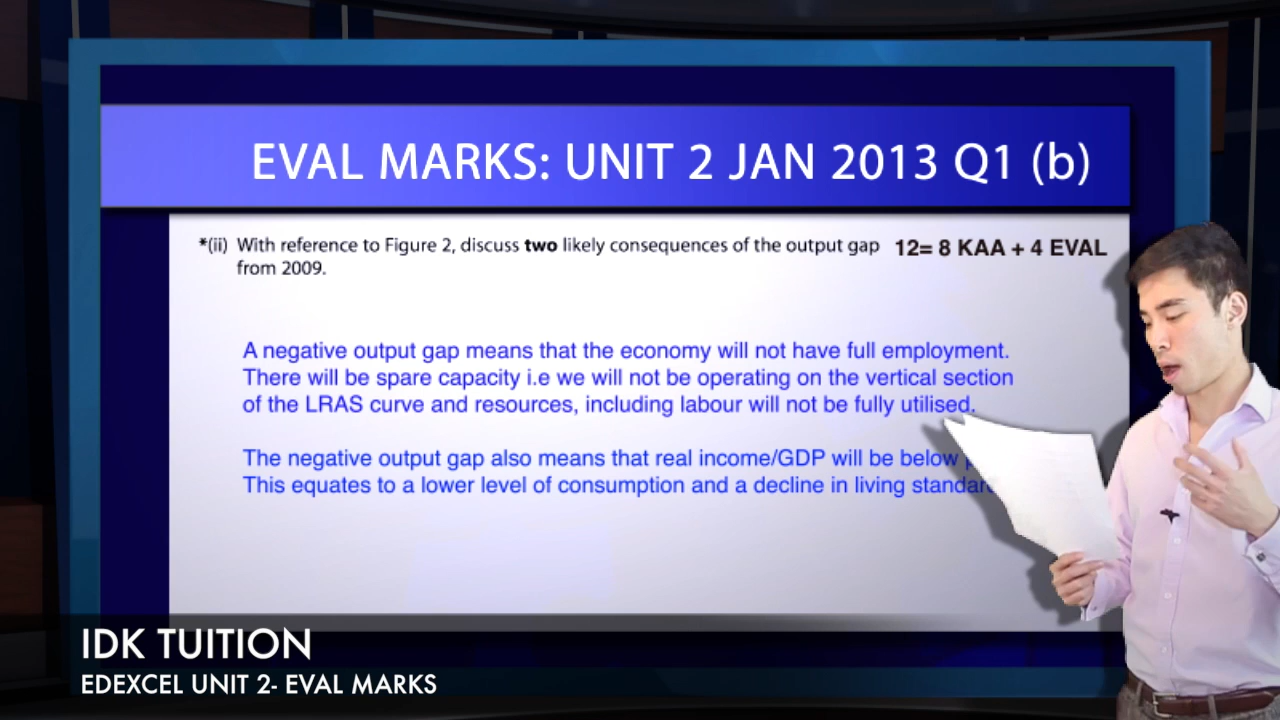 EVAL MARKS: UNIT 2 JAN 2013 Q1 (b)
*(ii) With reference to Figure 2, discuss two likely consequences of the output gap 12= 8 KAA + 4 EVAL
from 2009.
A negative output gap means that the economy will not have full employment.
There will be spare capacity i.e we will not be operating on the vertical section
of the LRAS curve and resources, including labour will not be fully utilised.
The negative output gap also means that real income/GDP will be below
This equates to a lower level of consumption and a decline in living
IDK TUITION
EDEXCEL UNIT 2- EVAL MARKS